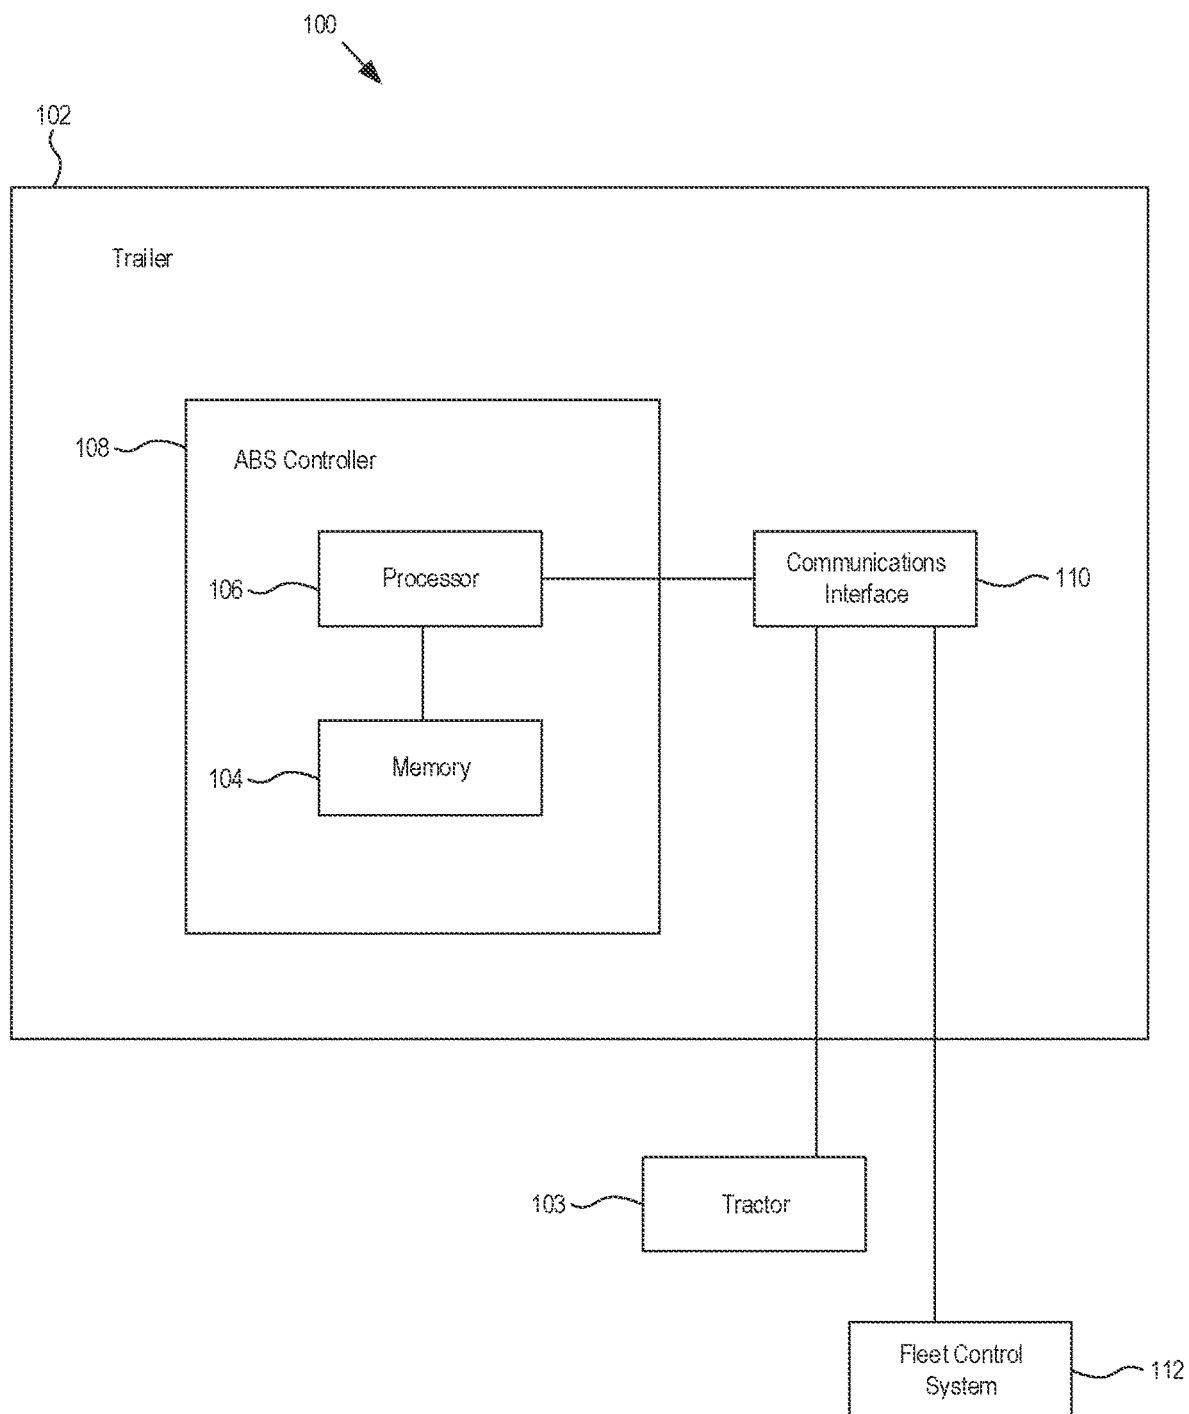 100
102
Trailer
108
ABS Controller
106
Processor
Communications
Interface
110
104
Memory
103
Tractor
Fleet Control
System
112